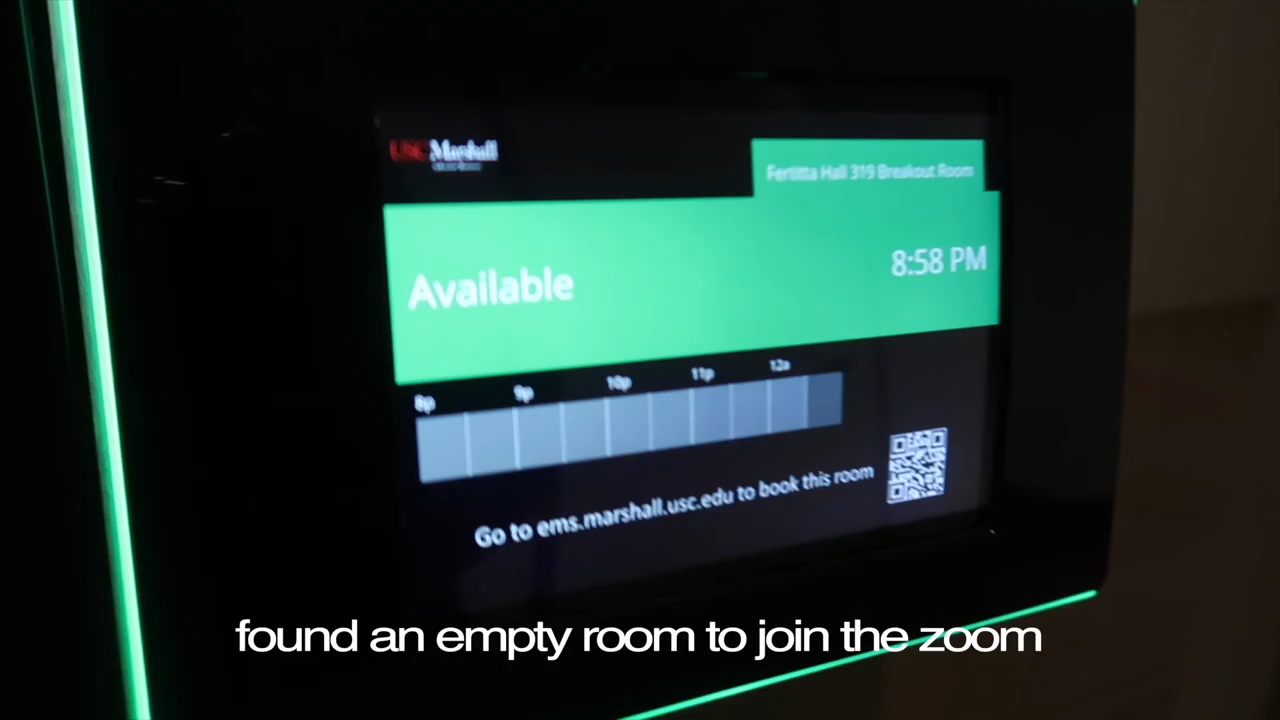 USC Marshall
Fertitta Hall 319 Breakout Room
Available
8:58 PM
8p 9p 10p 11p 12a
Go to ems.marshall.usc.edu to book this room
found an empty room to join the zoom